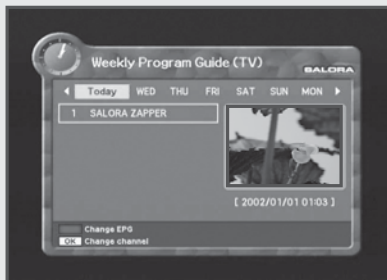 Weekly Program Guide (TV)
SALORA
Today WED THU FRI SAT SUN MON
1 SALORA ZAPPER
[ 2002/01/01 01:03 ]
Change EPG
OK Change channel